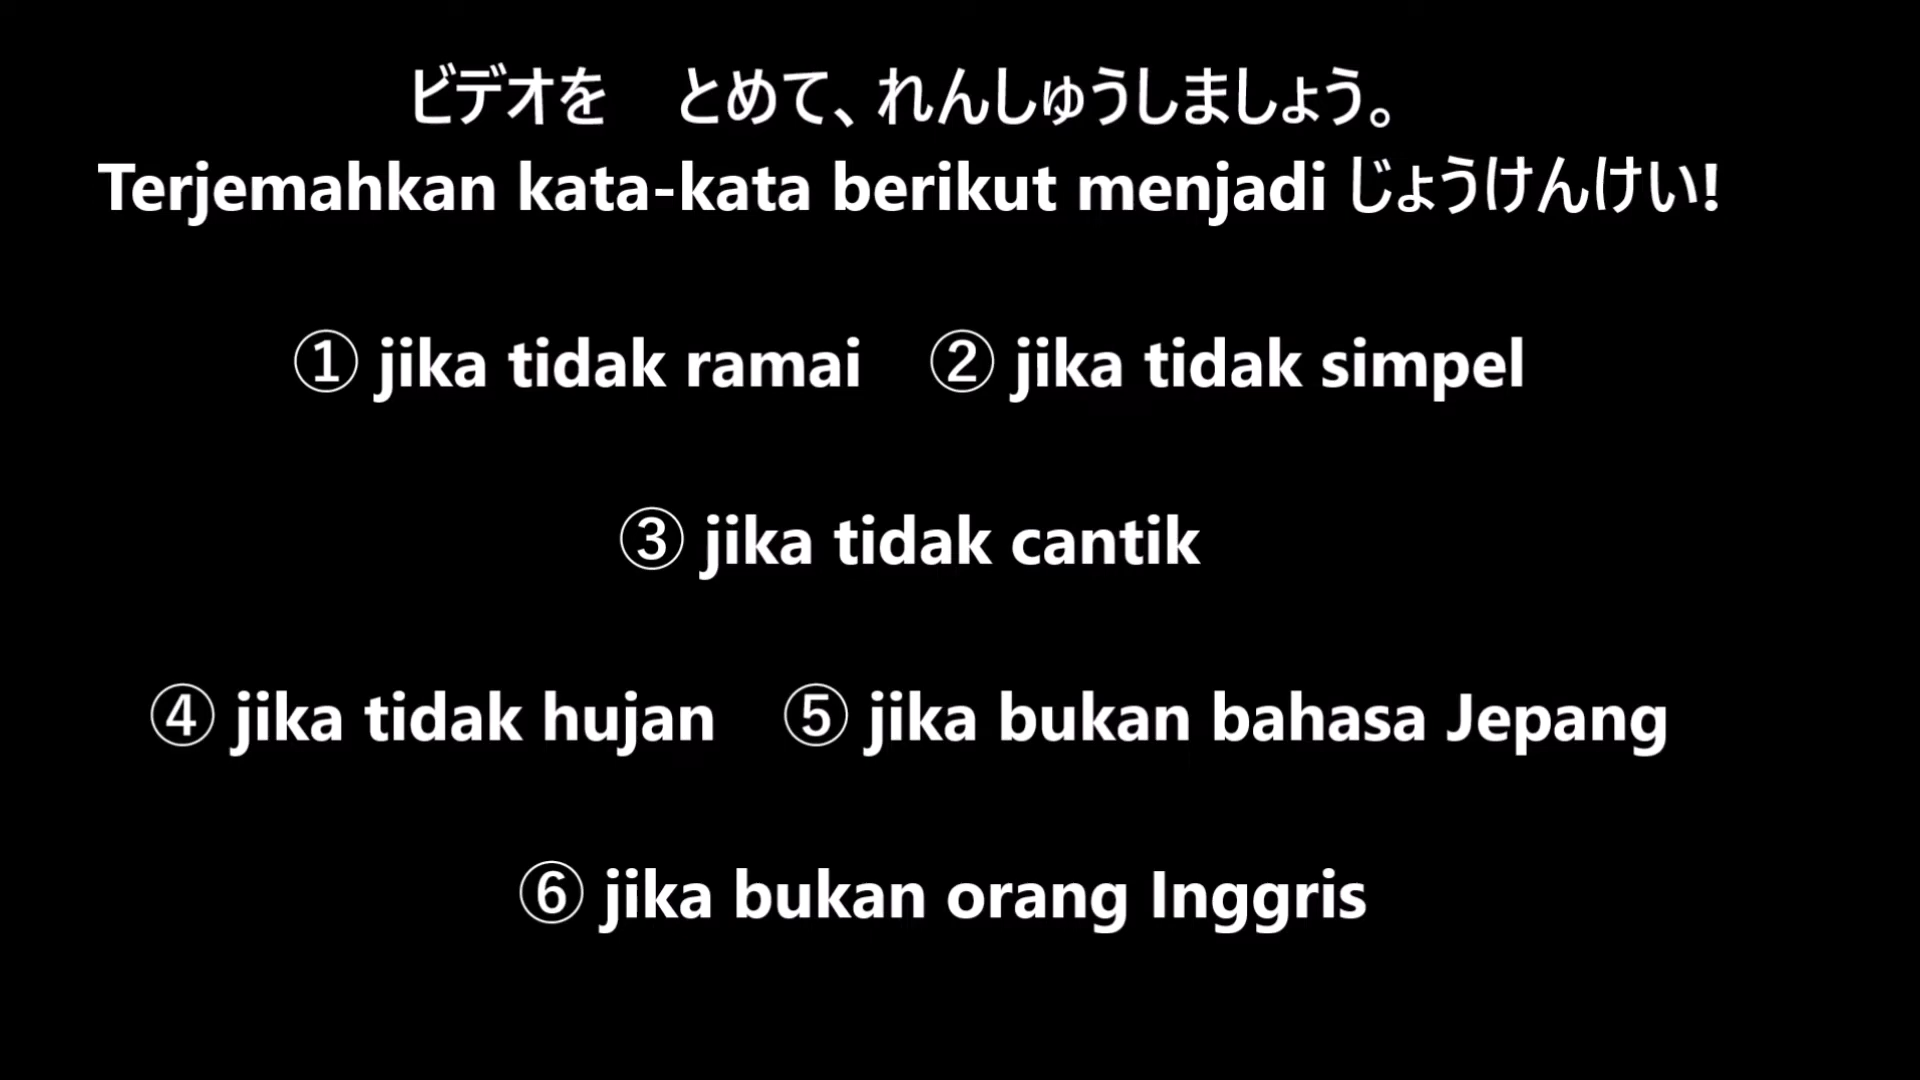 ビデオを　とめて、れんしゅうしましょう。
Terjemahkan kata-kata berikut menjadi じょうけんけい!
① jika tidak ramai　② jika tidak simpel
③ jika tidak cantik
④ jika tidak hujan　⑤ jika bukan bahasa Jepang
⑥ jika bukan orang Inggris